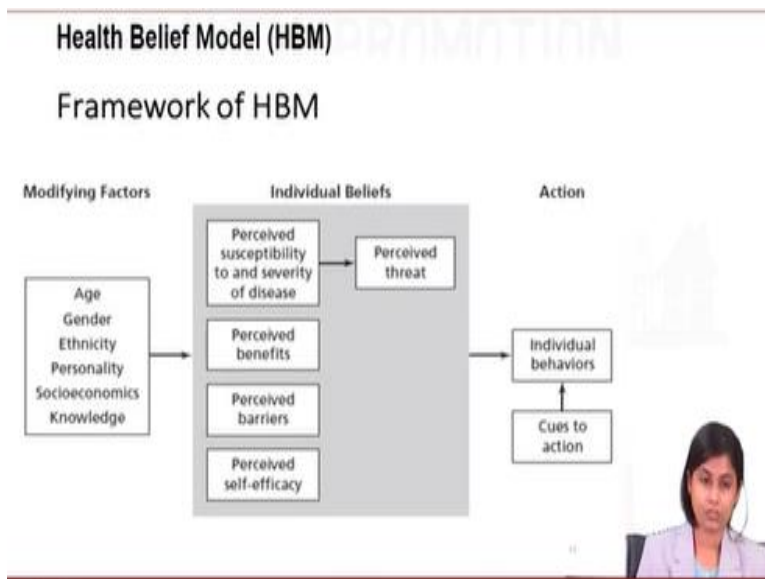 Health Belief Model (HBM)
PROMOTION
Framework of HBM
Modifying Factors
Individual Beliefs
Action
Age
Gender
Ethnicity
Personality
Socioeconomics
Knowledge
Perceived
susceptibility
to and severity
of disease
Perceived
threat
Perceived
benefits
Perceived
barriers
Perceived
self-efficacy
Individual
behaviors
Cues to
action